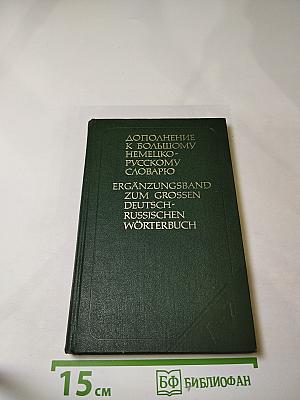 ДОПОЛНЕНИЕ
К БОЛЬШОМУ
НЕМЕЦКО-
РУССКОМУ
СЛОВАРЮ
ERGÄNZUNGSBAND
ZUM GROSSEN
DEUTSCH-
RUSSISCHEN
WÖRTERBUCH
15 см
БФ БИБЛИОФАН